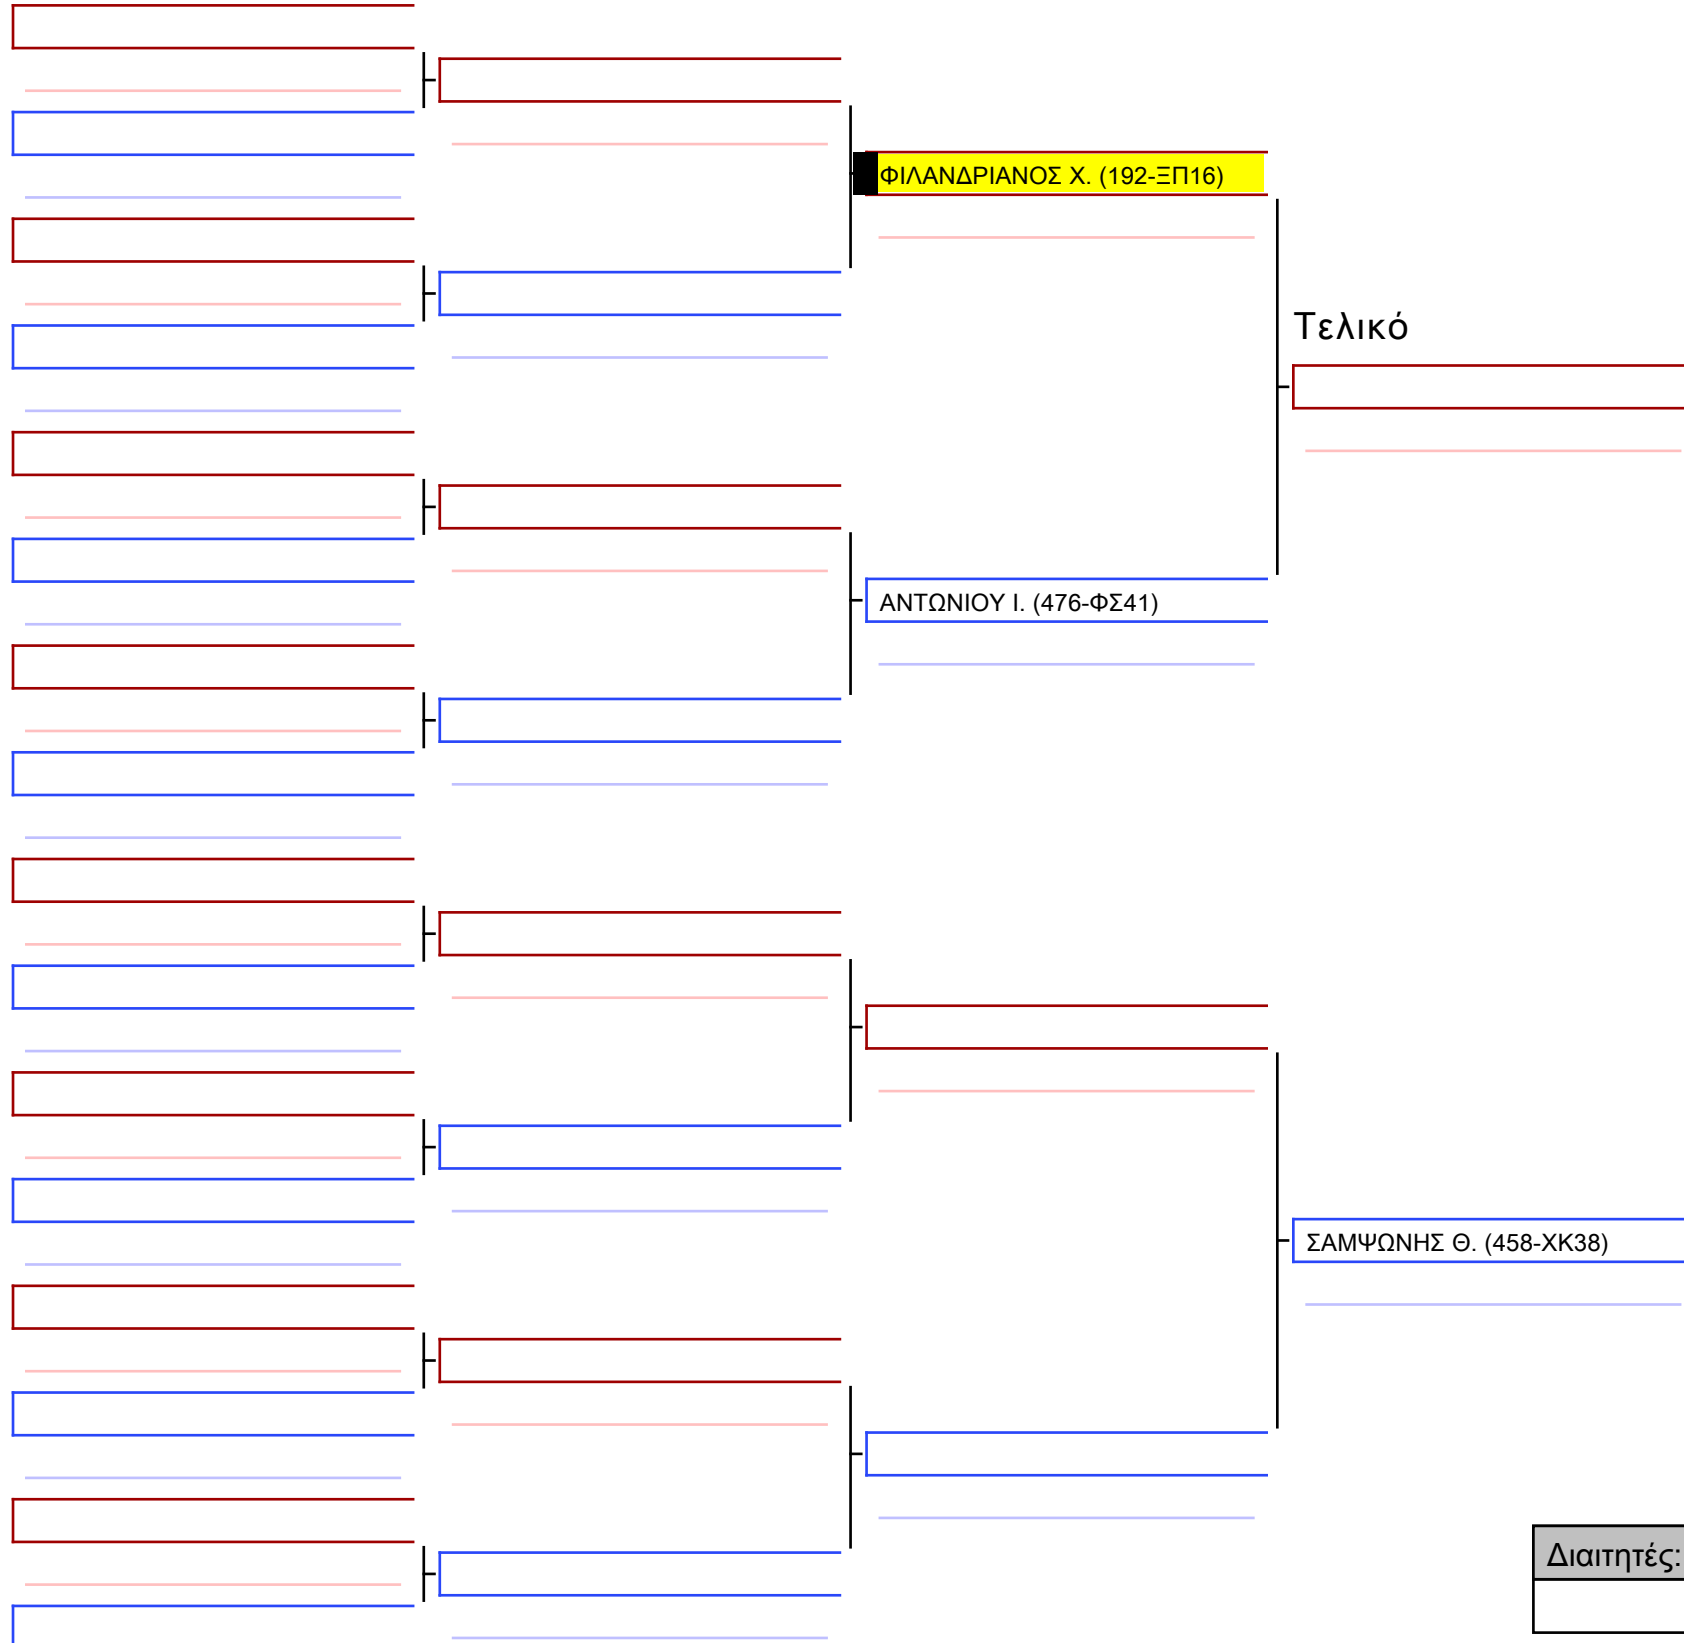 ΦΙΛΑΝΔΡΙΑΝΟΣ Χ. (192-ΞΠ16)
Τελικό
ΑΝΤΩΝΙΟΥ Ι. (476-ΦΣ41)
ΣΑΜΨΩΝΗΣ Θ. (458-ΧΚ38)
Διαιτητές: